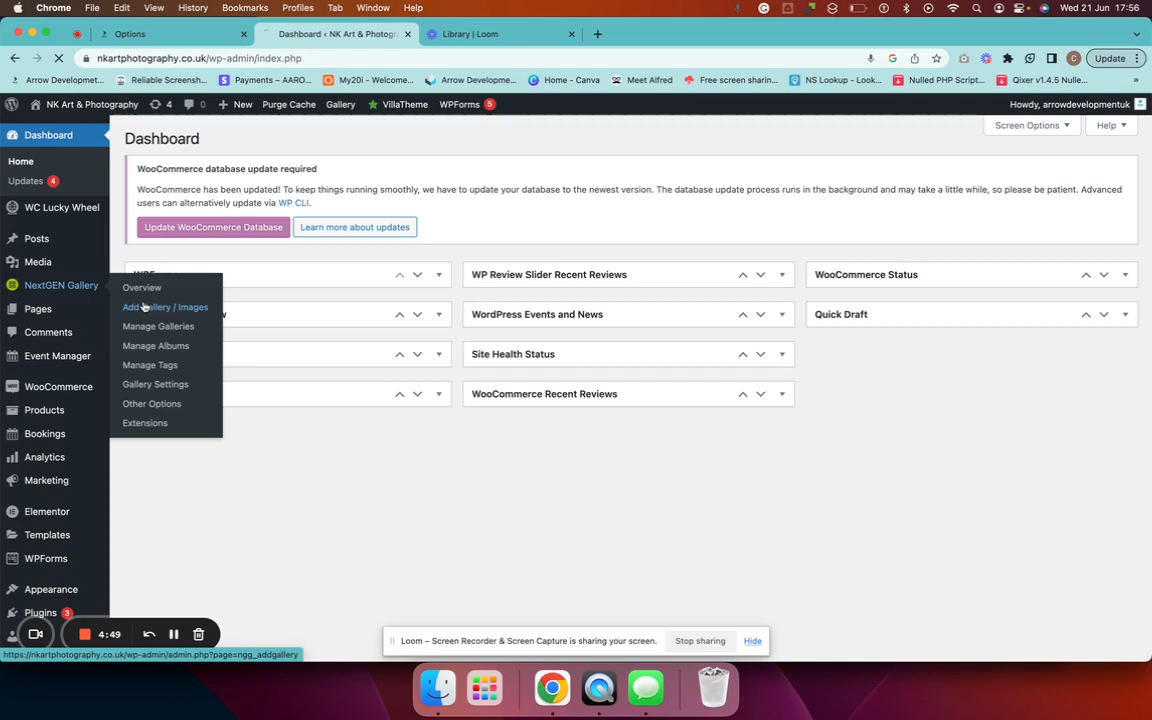 Chrome File Edit View History Bookmarks Profiles Tab Window Help Wed 21 Jun 17:56
Options Dashboard ‹ NK Art & Photogr Library | Loom
nkartphotography.co.uk/wp-admin/index.php Update
Arrow Developmen... Reliable Screensh... Payments – AARO... My20i - Welcome... Arrow Developme... Home - Canva Meet Alfred Free screen sharin... NS Lookup - Look... Nulled PHP Script... Qixer v1.4.5 Nulle...
NK Art & Photography 4 0 New Purge Cache Gallery VillaTheme WPForms 5 Howdy, arrowdevelopmentuk
Dashboard
Home
Updates 4
WC Lucky Wheel
Posts
Media
NextGEN Gallery
Pages
Comments
Event Manager
WooCommerce
Products
Bookings
Analytics
Marketing
Elementor
Templates
WPForms
Appearance
Plugins 3
Overview
Add Gallery / Images
Manage Galleries
Manage Albums
Manage Tags
Gallery Settings
Other Options
Extensions
Dashboard
Screen Options Help
WooCommerce database update required
WooCommerce has been updated! To keep things running smoothly, we have to update your database to the newest version. The database update process runs in the background and may take a little while, so please be patient. Advanced
users can alternatively update via WP CLI.
Update WooCommerce Database Learn more about updates
WP Review Slider Recent Reviews
WooCommerce Status
WordPress Events and News
Quick Draft
Site Health Status
WooCommerce Recent Reviews
4:49
Loom – Screen Recorder & Screen Capture is sharing your screen. Stop sharing Hide
https://nkartphotography.co.uk/wp-admin/admin.php?page=ngg_addgallery